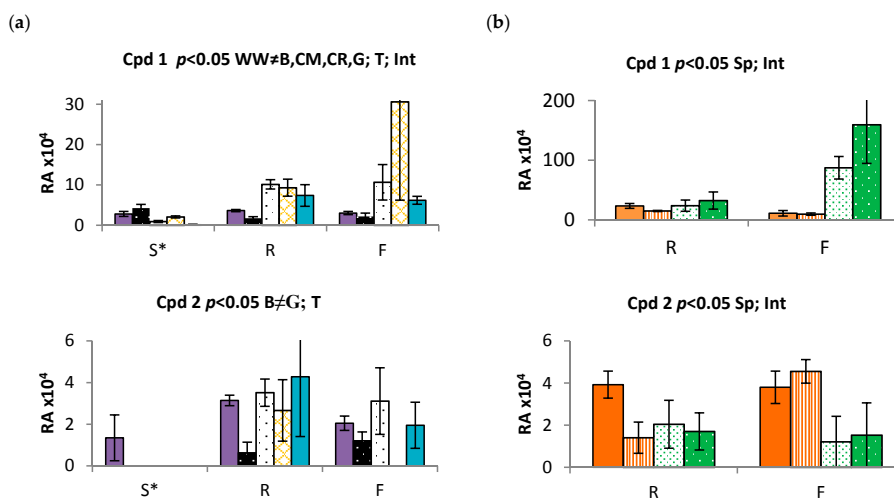 (a)
Cpd 1 p<0.05 WW≠B,CM,CR,G; T; Int
RA x10⁴
30
20
10
0
S*
R
F
Cpd 2 p<0.05 B≠G; T
RA x10⁴
6
4
2
0
S*
R
F
(b)
Cpd 1 p<0.05 Sp; Int
RA x10⁴
200
100
0
R
F
Cpd 2 p<0.05 Sp; Int
RA x10⁴
6
4
2
0
R
F